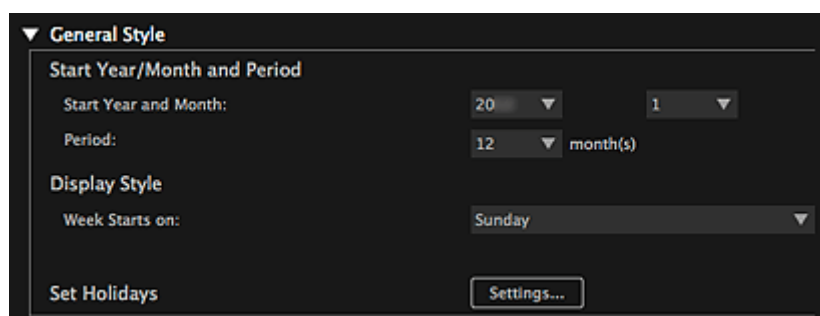 General Style
Start Year/Month and Period
Start Year and Month: 20 1
Period: 12 month(s)
Display Style
Week Starts on: Sunday
Set Holidays Settings...